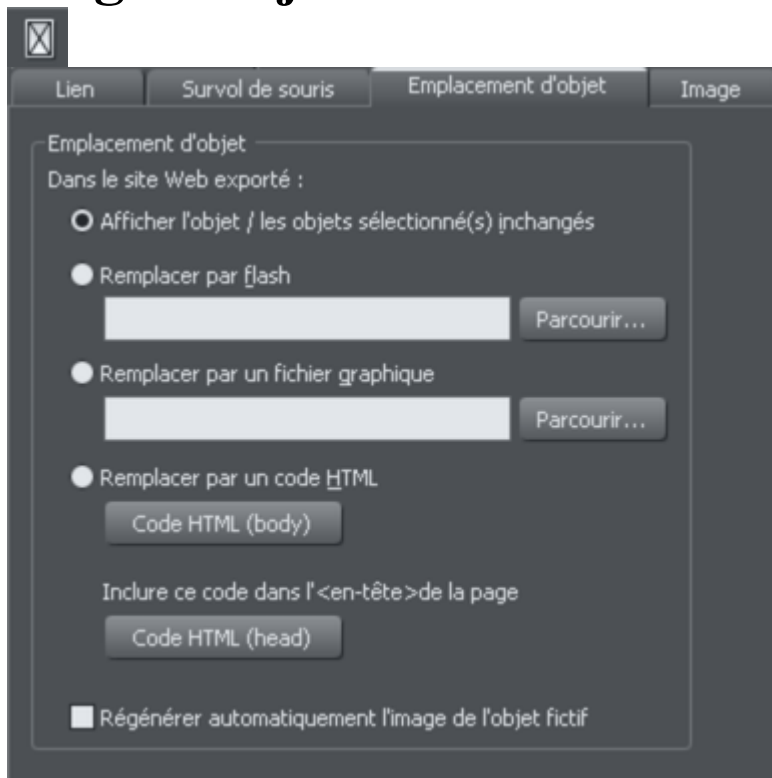 Lien Survol de souris Emplacement d'objet Image
Emplacement d'objet
Dans le site Web exporté :
Afficher l'objet / les objets sélectionné(s) inchangés
Remplacer par flash
Parcourir...
Remplacer par un fichier graphique
Parcourir...
Remplacer par un code HTML
Code HTML (body)
Inclure ce code dans l'<en-tête>de la page
Code HTML (head)
Régénérer automatiquement l'image de l'objet fictif